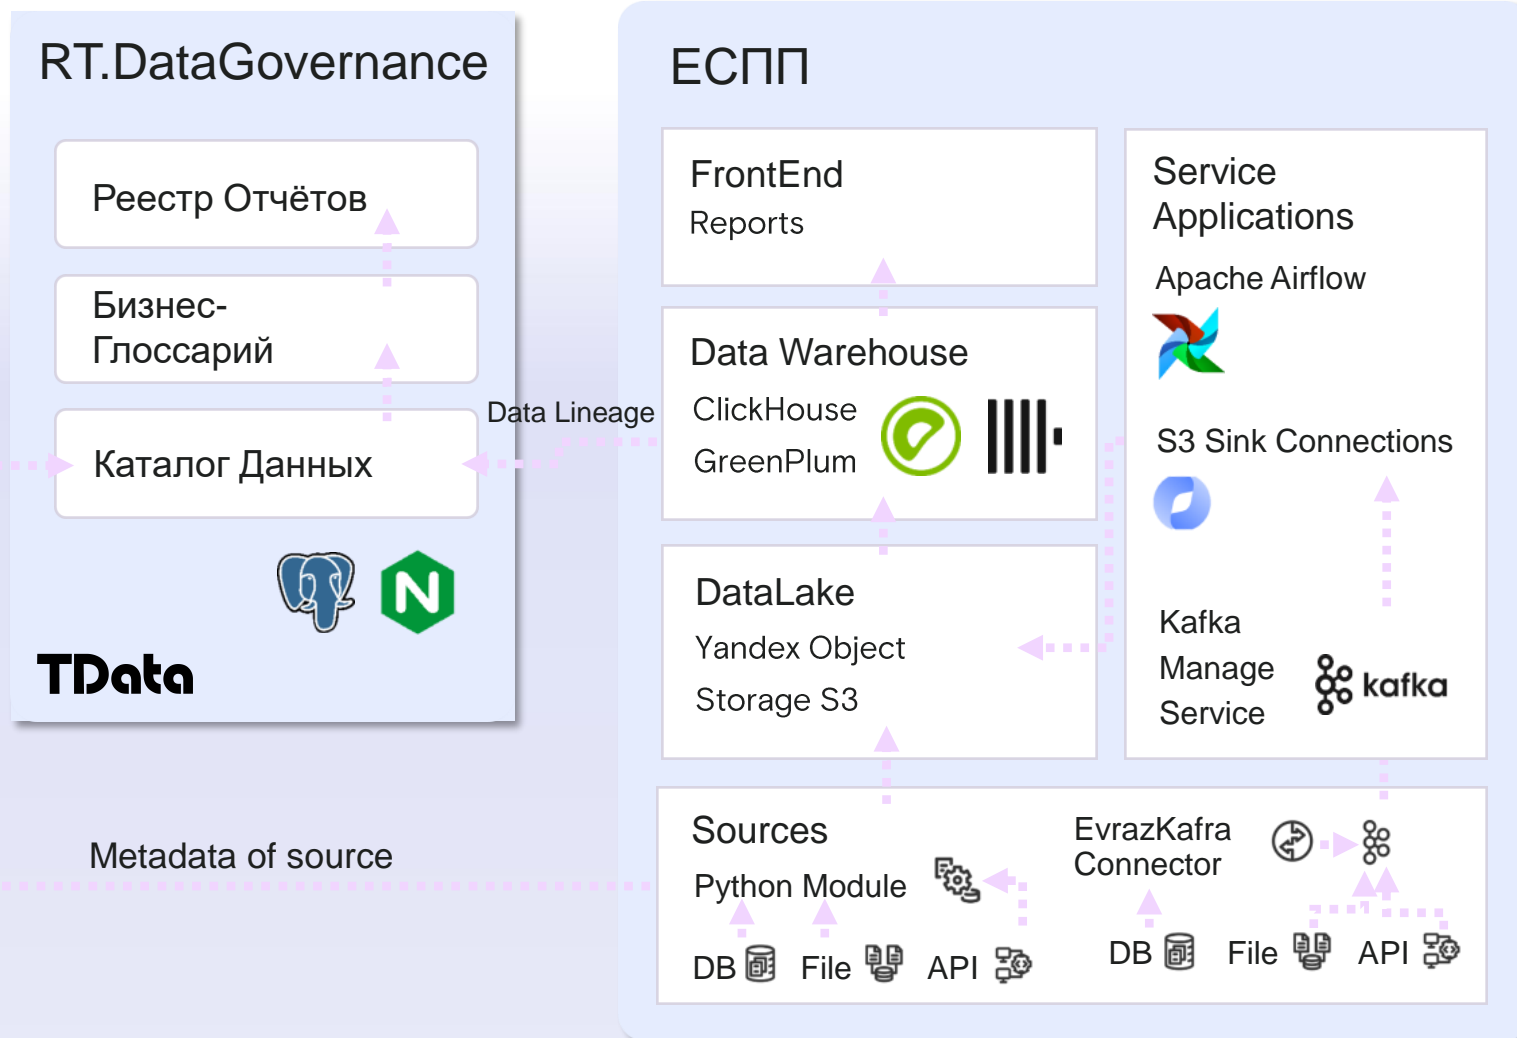 RT.DataGovernance
Реестр Отчётов
Бизнес-
Глоссарий
Каталог Данных
TData
Data Lineage
Metadata of source
ЕСПП
FrontEnd
Reports
Data Warehouse
ClickHouse
GreenPlum
DataLake
Yandex Object
Storage S3
Service
Applications
Apache Airflow
S3 Sink Connections
Kafka
Manage
Service
kafka
Sources
Python Module
DB
File
API
EvrazKafra
Connector
DB
File
API